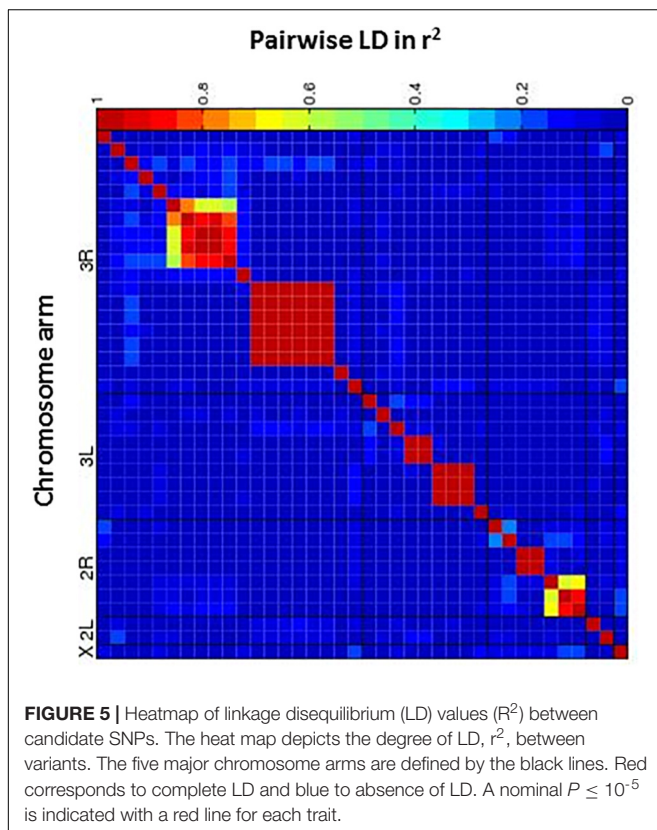 Pairwise LD in r²
1
0.8
0.6
0.4
0.2
0
Chromosome arm
3R
3L
2R
2L
X
FIGURE 5 | Heatmap of linkage disequilibrium (LD) values (R²) between
candidate SNPs. The heat map depicts the degree of LD, r², between
variants. The five major chromosome arms are defined by the black lines. Red
corresponds to complete LD and blue to absence of LD. A nominal P ≤ 10⁻⁵
is indicated with a red line for each trait.